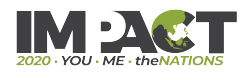 IMPACT
2020 · YOU · ME · theNATIONS